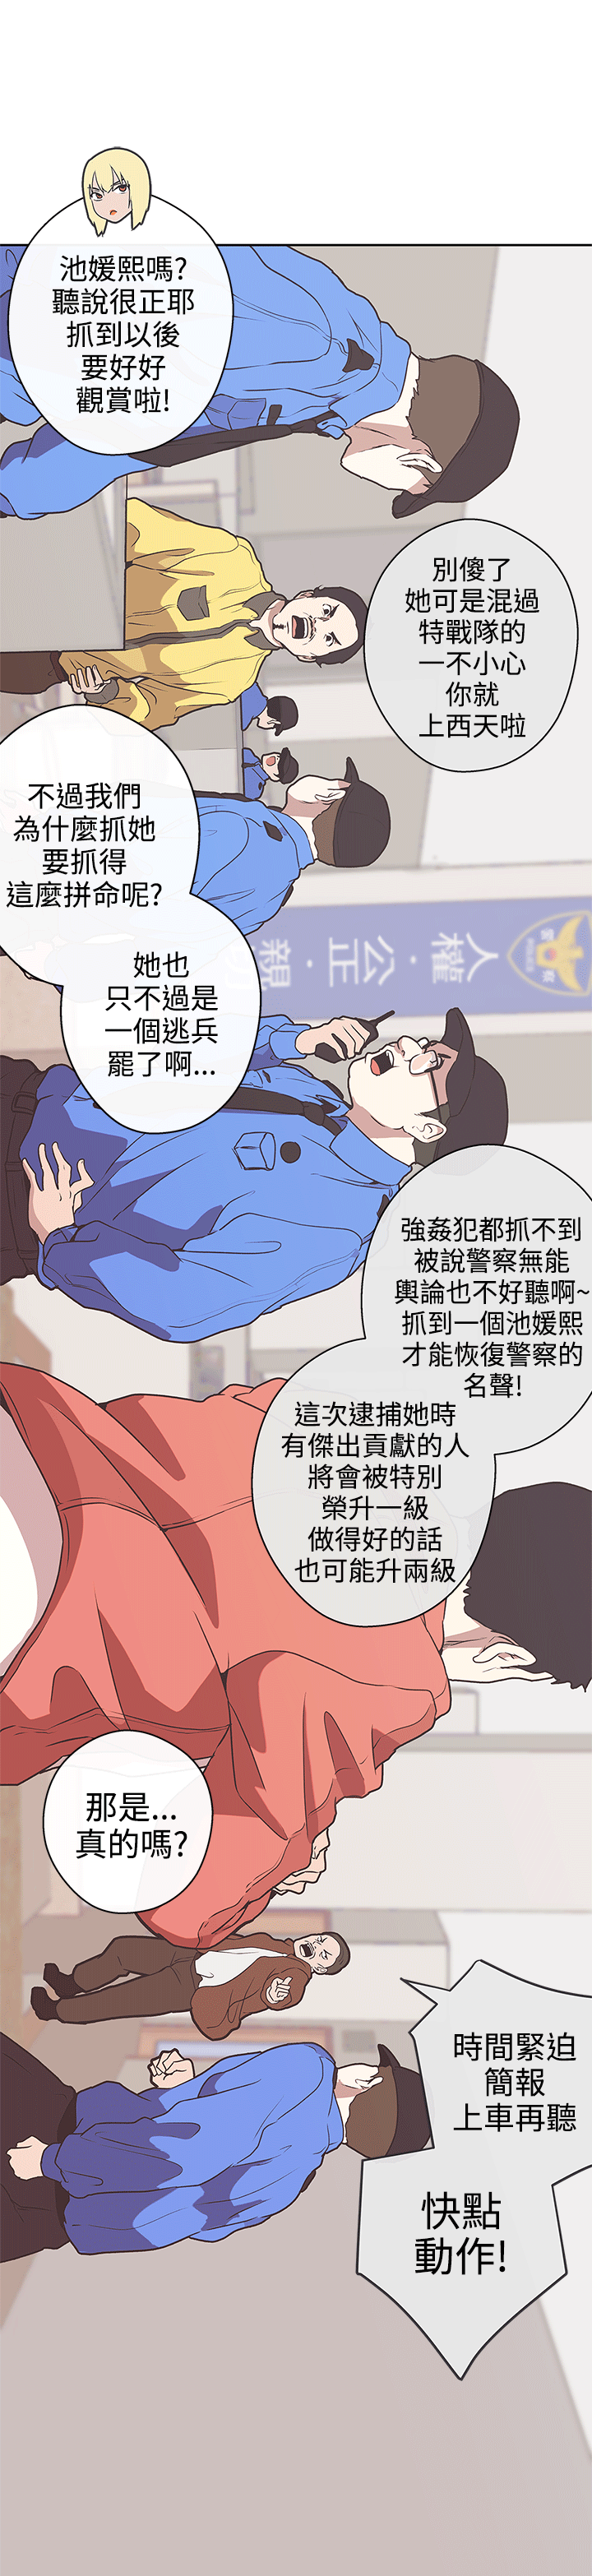 池媛熙嗎?
聽說很正耶
抓到以後
要好好
觀賞啦!
別傻了
她可是混過
特戰隊的
一不小心
你就
上西天啦
不過我們
為什麼抓她
要抓得
這麼拼命呢?
她也
只不過是
一個逃兵
罷了啊...
人權·公正·親
強姦犯都抓不到
被說警察無能
輿論也不好聽啊~
抓到一個池媛熙
才能恢復警察的
名聲!
這次逮捕她時
有傑出貢獻的人
將會被特別
榮升一級
做得好的話
也可能升兩級
那是...
真的嗎?
時間緊迫
簡報
上車再聽
快點
動作!